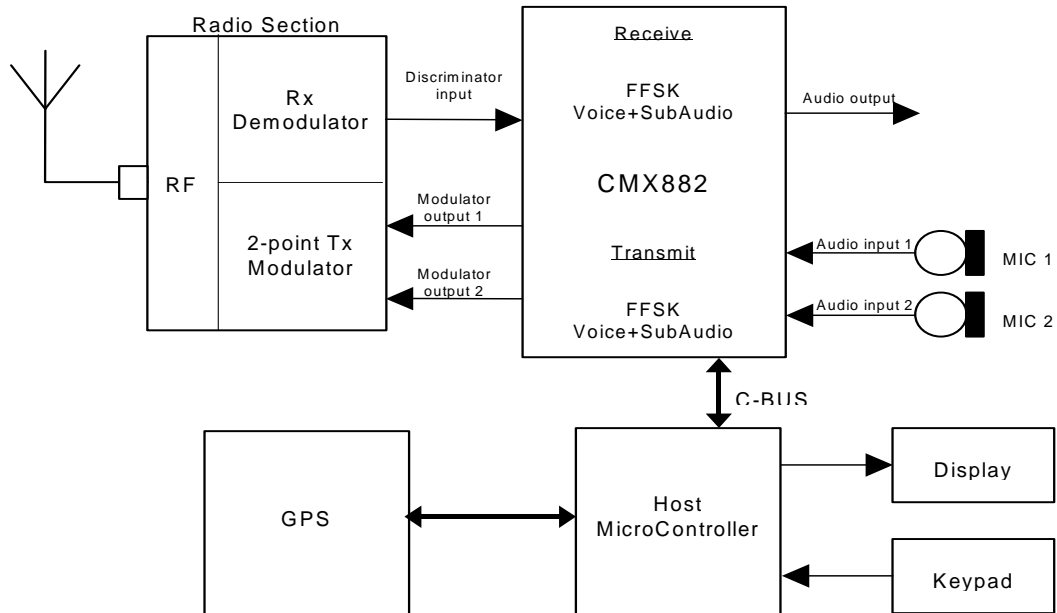 Radio Section
RF
Rx
Demodulator
2-point Tx
Modulator
Discriminator
input
Modulator
output 1
Modulator
output 2
Receive
FFSK
Voice+SubAudio
CMX882
Transmit
FFSK
Voice+SubAudio
Audio output
Audio input 1
MIC 1
Audio input 2
MIC 2
C-BUS
GPS
Host
MicroController
Display
Keypad